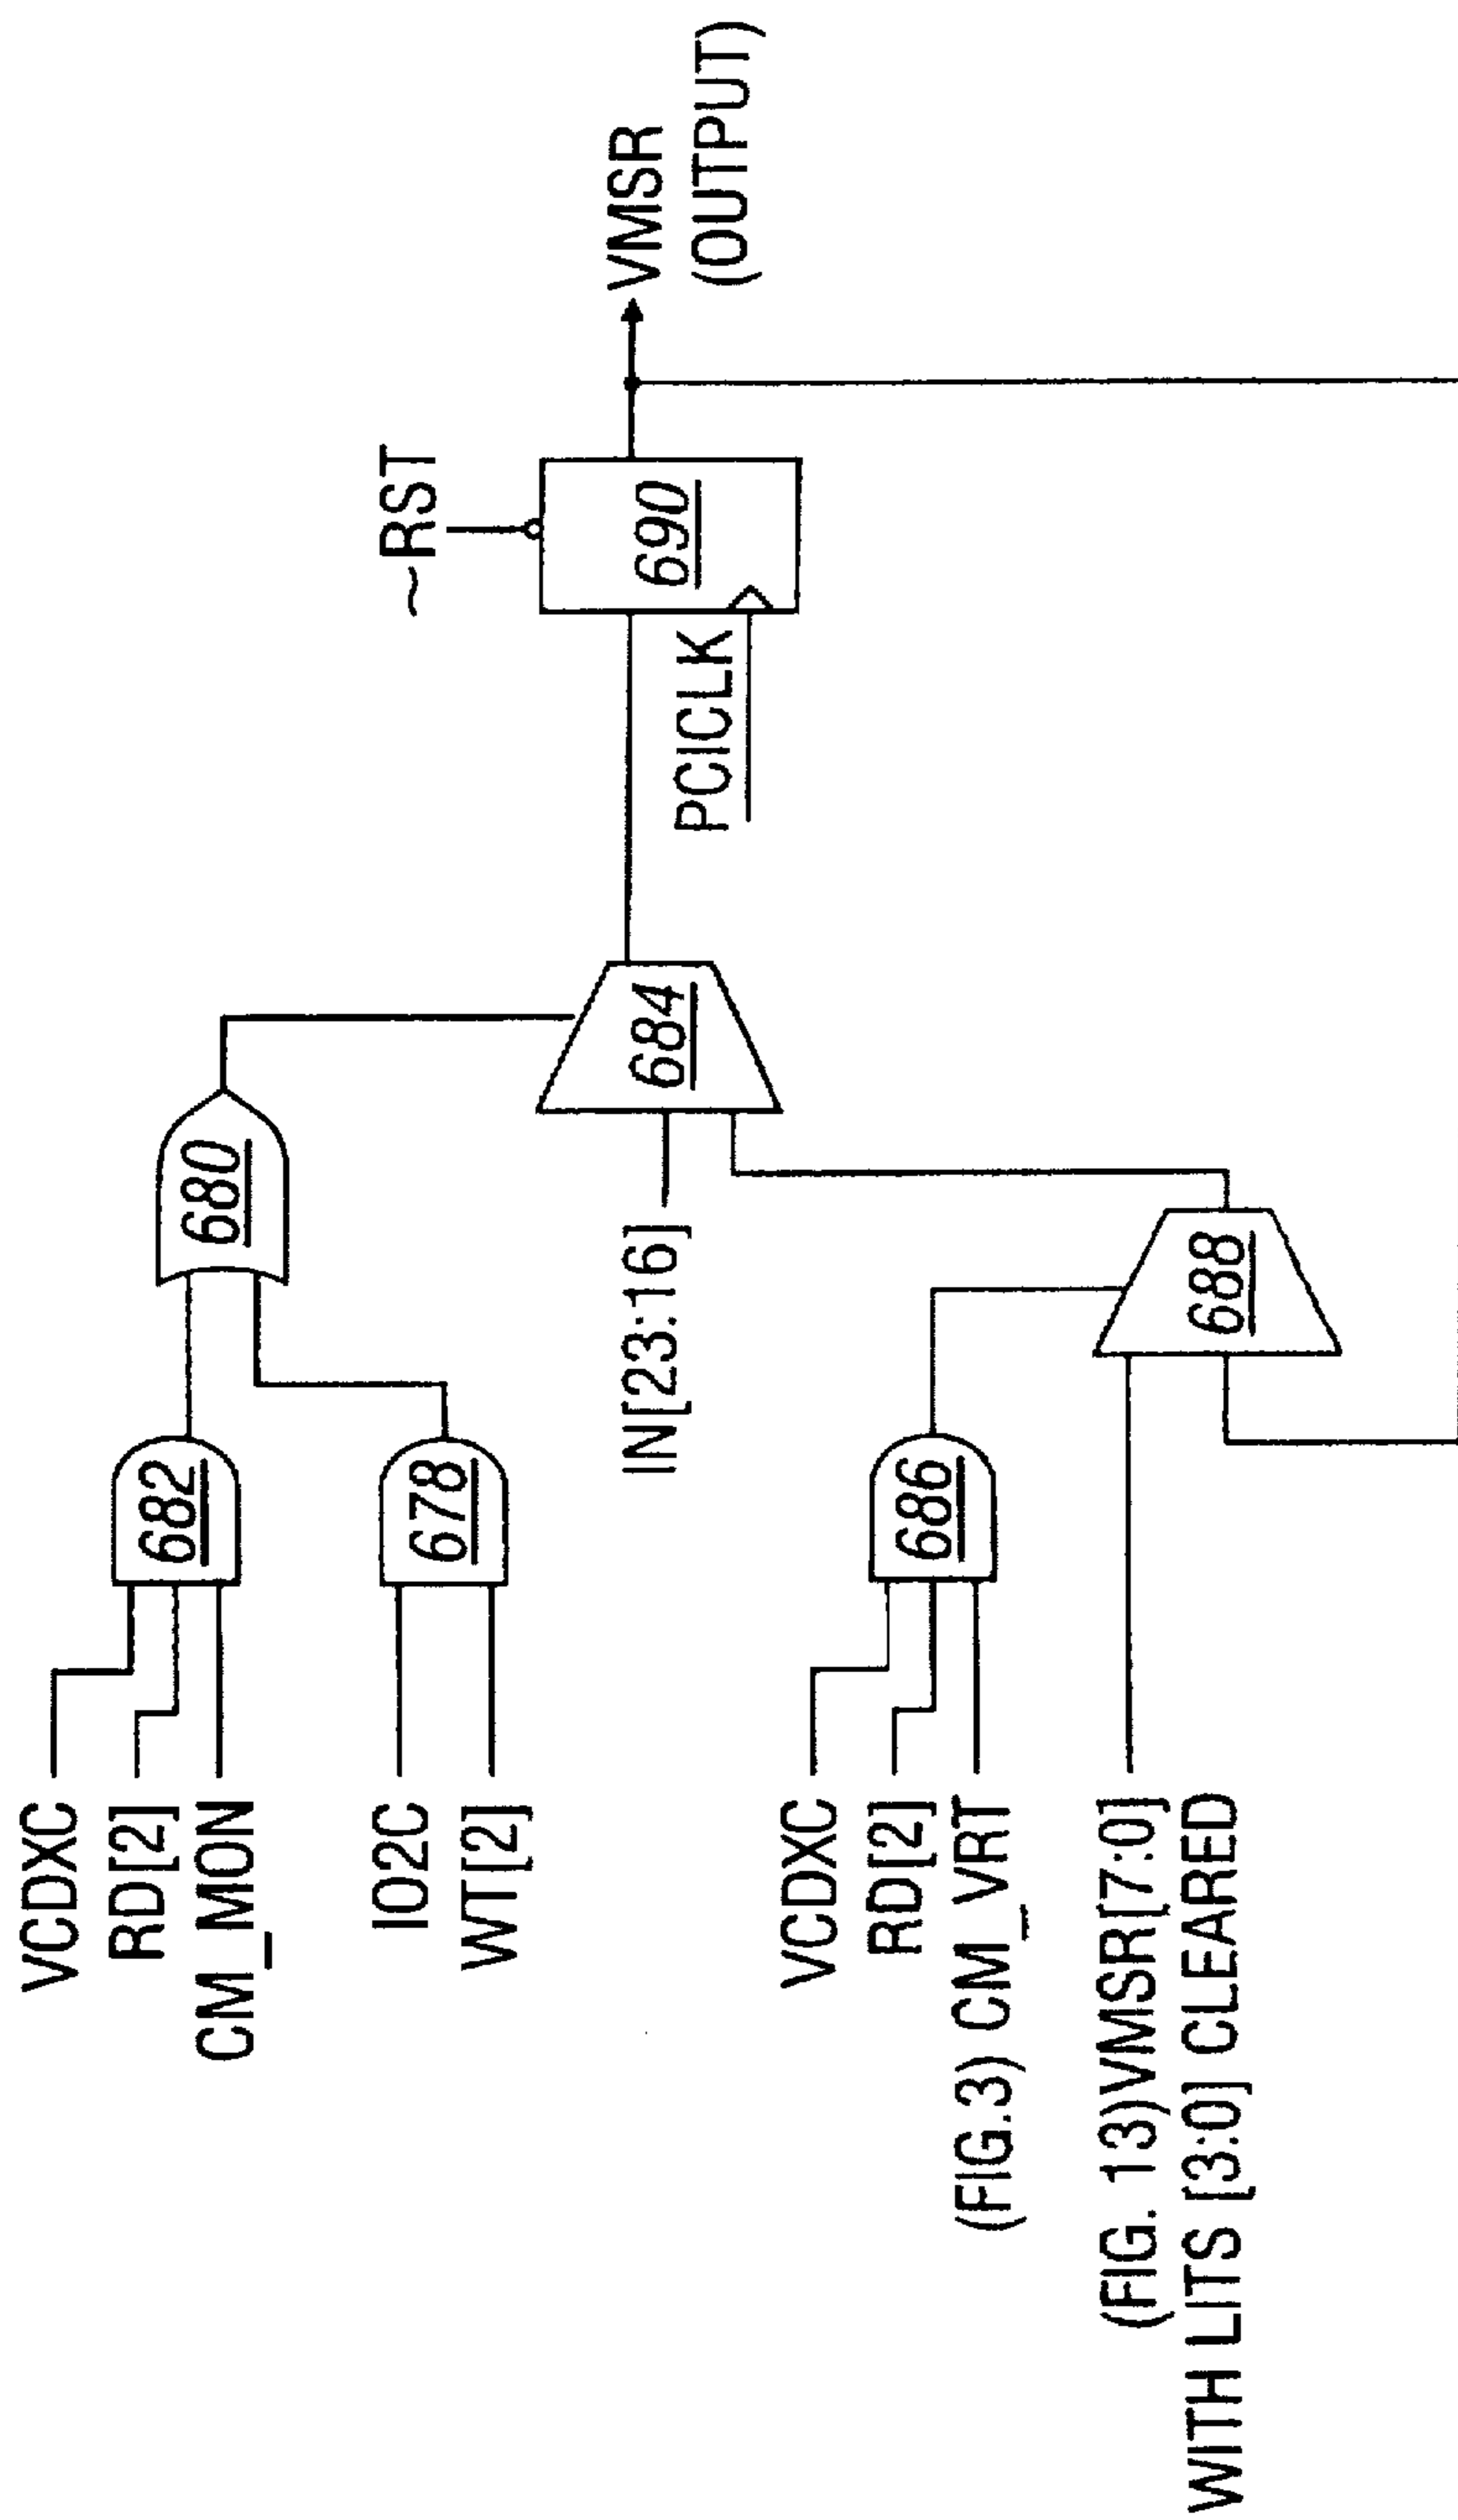 VCDXC
RD[2]
CM_MON
682
680
IO2C
WT[2]
678
IN[23:16]
684
~RST
690
PCICLK
VMSR
(OUTPUT)
VCDXC
RD[2]
(FIG.3) CM_VRT
686
688
(FIG. 13)VMSR[7:0]
WITH LITS [3:0] CLEARED